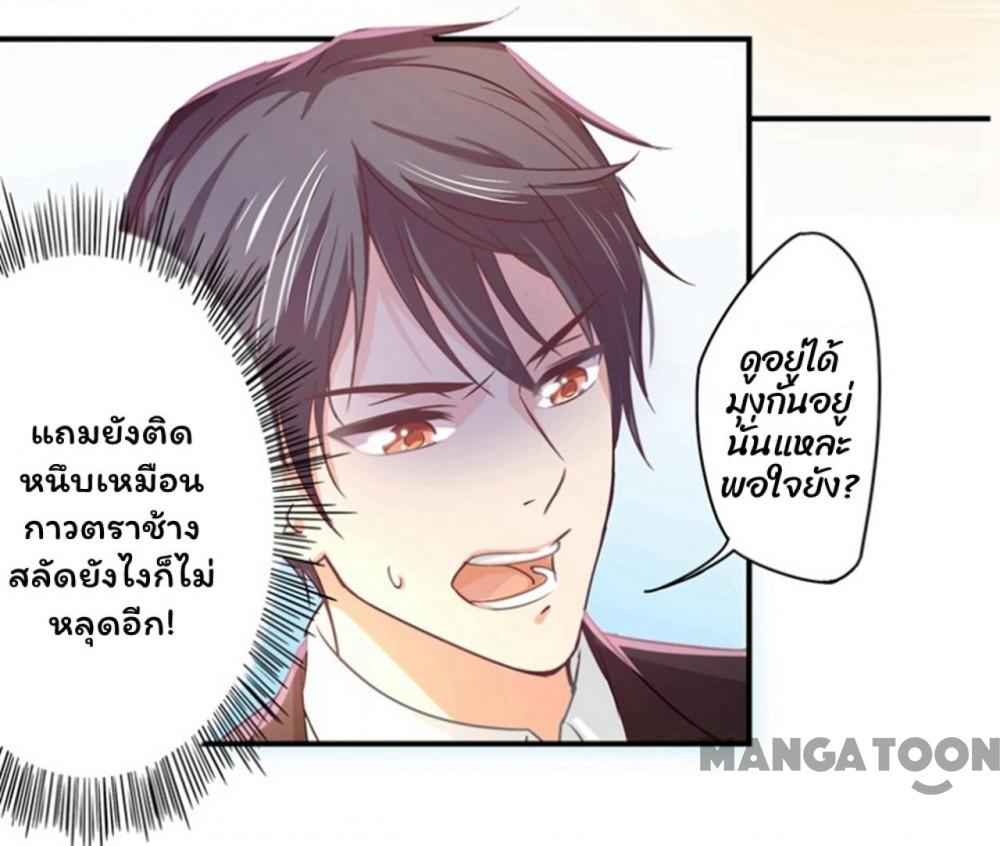 แถมยังติด
หนึบเหมือน
กาวตราช้าง
สลัดยังไงก็ไม่
หลุดอีก!
ดูอยู่ได้
มุงกันอยู่
นั่นแหละ
พอใจยัง?
MANGATOON